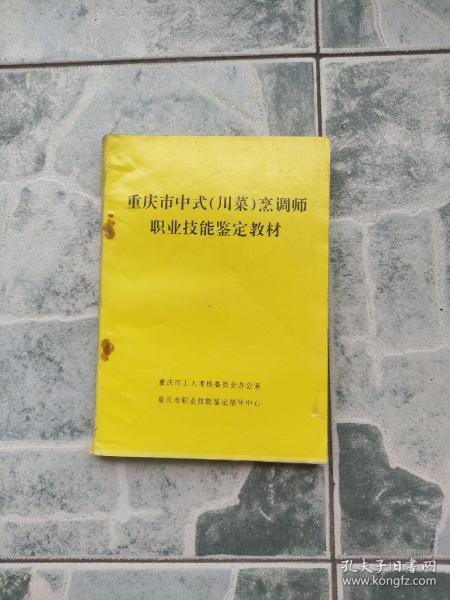 重庆市中式(川菜)烹调师
职业技能鉴定教材
重庆市工人考核委员会办公室
重庆市职业技能鉴定指导中心
孔夫子旧书网
www.kongfz.com